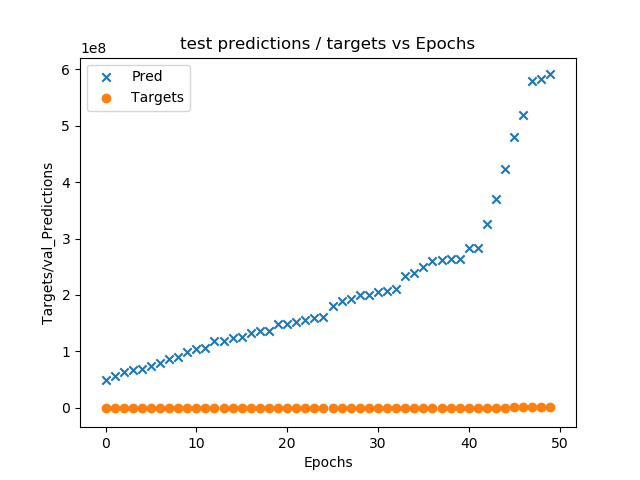 test predictions / targets vs Epochs
1e8
Pred
Targets
6
5
4
3
2
1
0
Targets/val_Predictions
0 10 20 30 40 50
Epochs